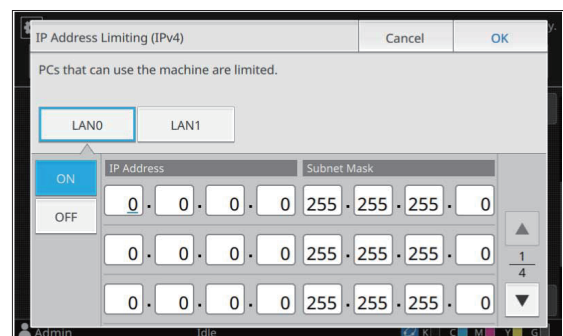 IP Address Limiting (IPv4) Cancel OK
PCs that can use the machine are limited.
LAN0 LAN1
IP Address Subnet Mask
ON
0 . 0 . 0 . 0 255 . 255 . 255 . 0
OFF
0 . 0 . 0 . 0 255 . 255 . 255 . 0
1
4
0 . 0 . 0 . 0 255 . 255 . 255 . 0
Admin Idle K C M Y G